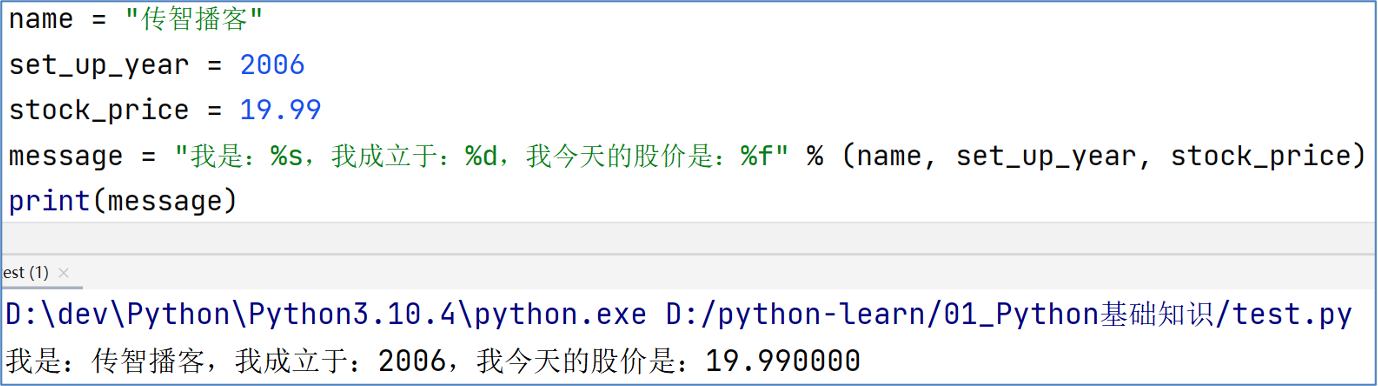 name = "传智播客"
set_up_year = 2006
stock_price = 19.99
message = "我是：%s，我成立于：%d，我今天的股价是：%f" % (name, set_up_year, stock_price)
print(message)
est (1) ×
D:\dev\Python\Python3.10.4\python.exe D:/python-learn/01_Python基础知识/test.py
我是：传智播客，我成立于：2006，我今天的股价是：19.990000